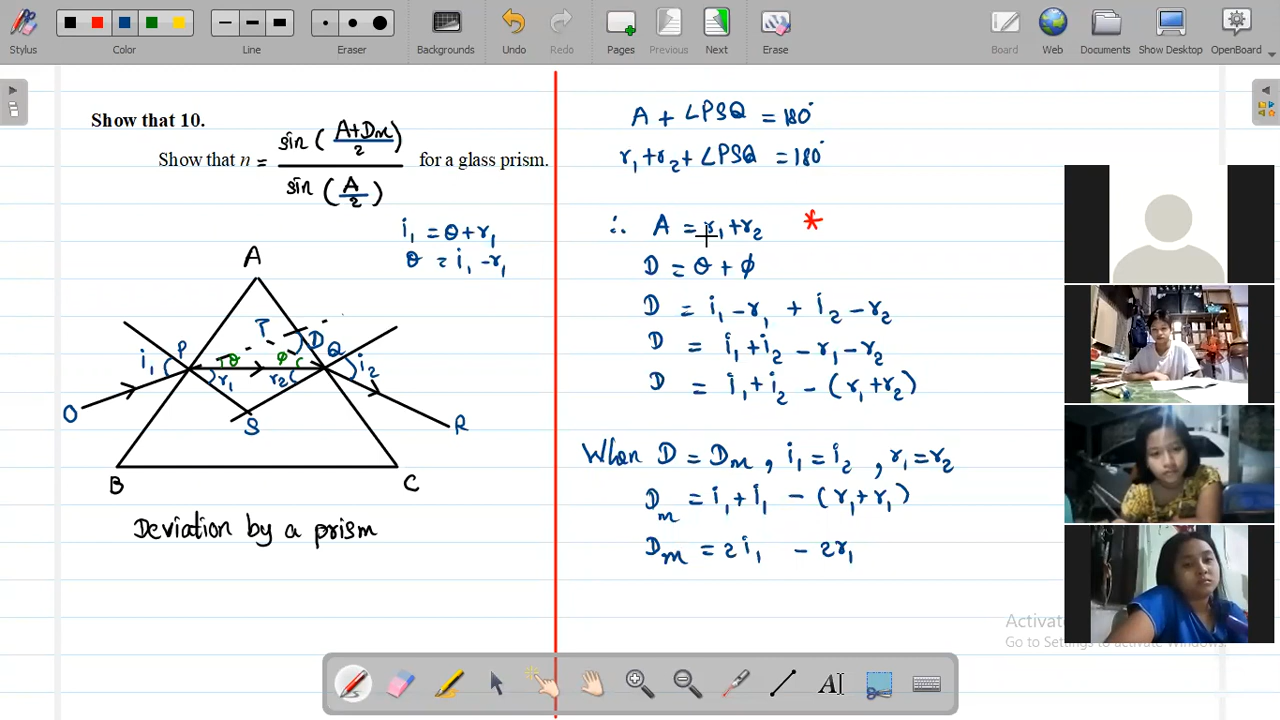 Stylus Color Line Eraser Backgrounds Undo Redo Pages Previous Next Erase Board Web Documents Show Desktop OpenBoard
Show that 10.
Show that n = sin (A+Dm/2) / sin (A/2) for a glass prism.
i₁ = θ+r₁
θ = i₁ -r₁
A
T
D
P
θ
φ
Q
i₁
i₂
r₁
r₂
O
S
R
B
C
Deviation by a prism
A + ∠PSQ = 180°
r₁+r₂+ ∠PSQ = 180°
∴ A = r₁+r₂ *
D = θ + φ
D = i₁ -r₁ + i₂ -r₂
D = i₁+i₂ -r₁ -r₂
D = i₁+i₂ - (r₁+r₂)
When D = Dm , i₁ = i₂ , r₁ = r₂
Dm = i₁+i₁ - (r₁+r₁)
Dm = 2i₁ - 2r₁
Go to Settings to activate Windows.
AI